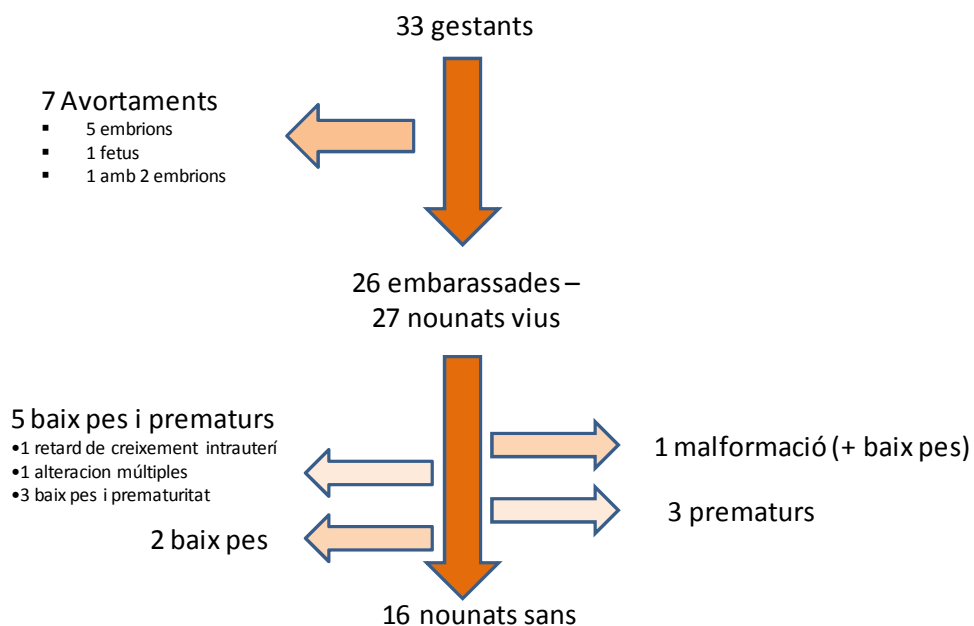 33 gestants
7 Avortaments
▪ 5 embrions
▪ 1 fetus
▪ 1 amb 2 embrions
26 embarassades –
27 nounats vius
5 baix pes i prematurs
•1 retard de creixement intrauterí
•1 alteracion múltiples
•3 baix pes i prematuritat
1 malformació (+ baix pes)
3 prematurs
2 baix pes
16 nounats sans